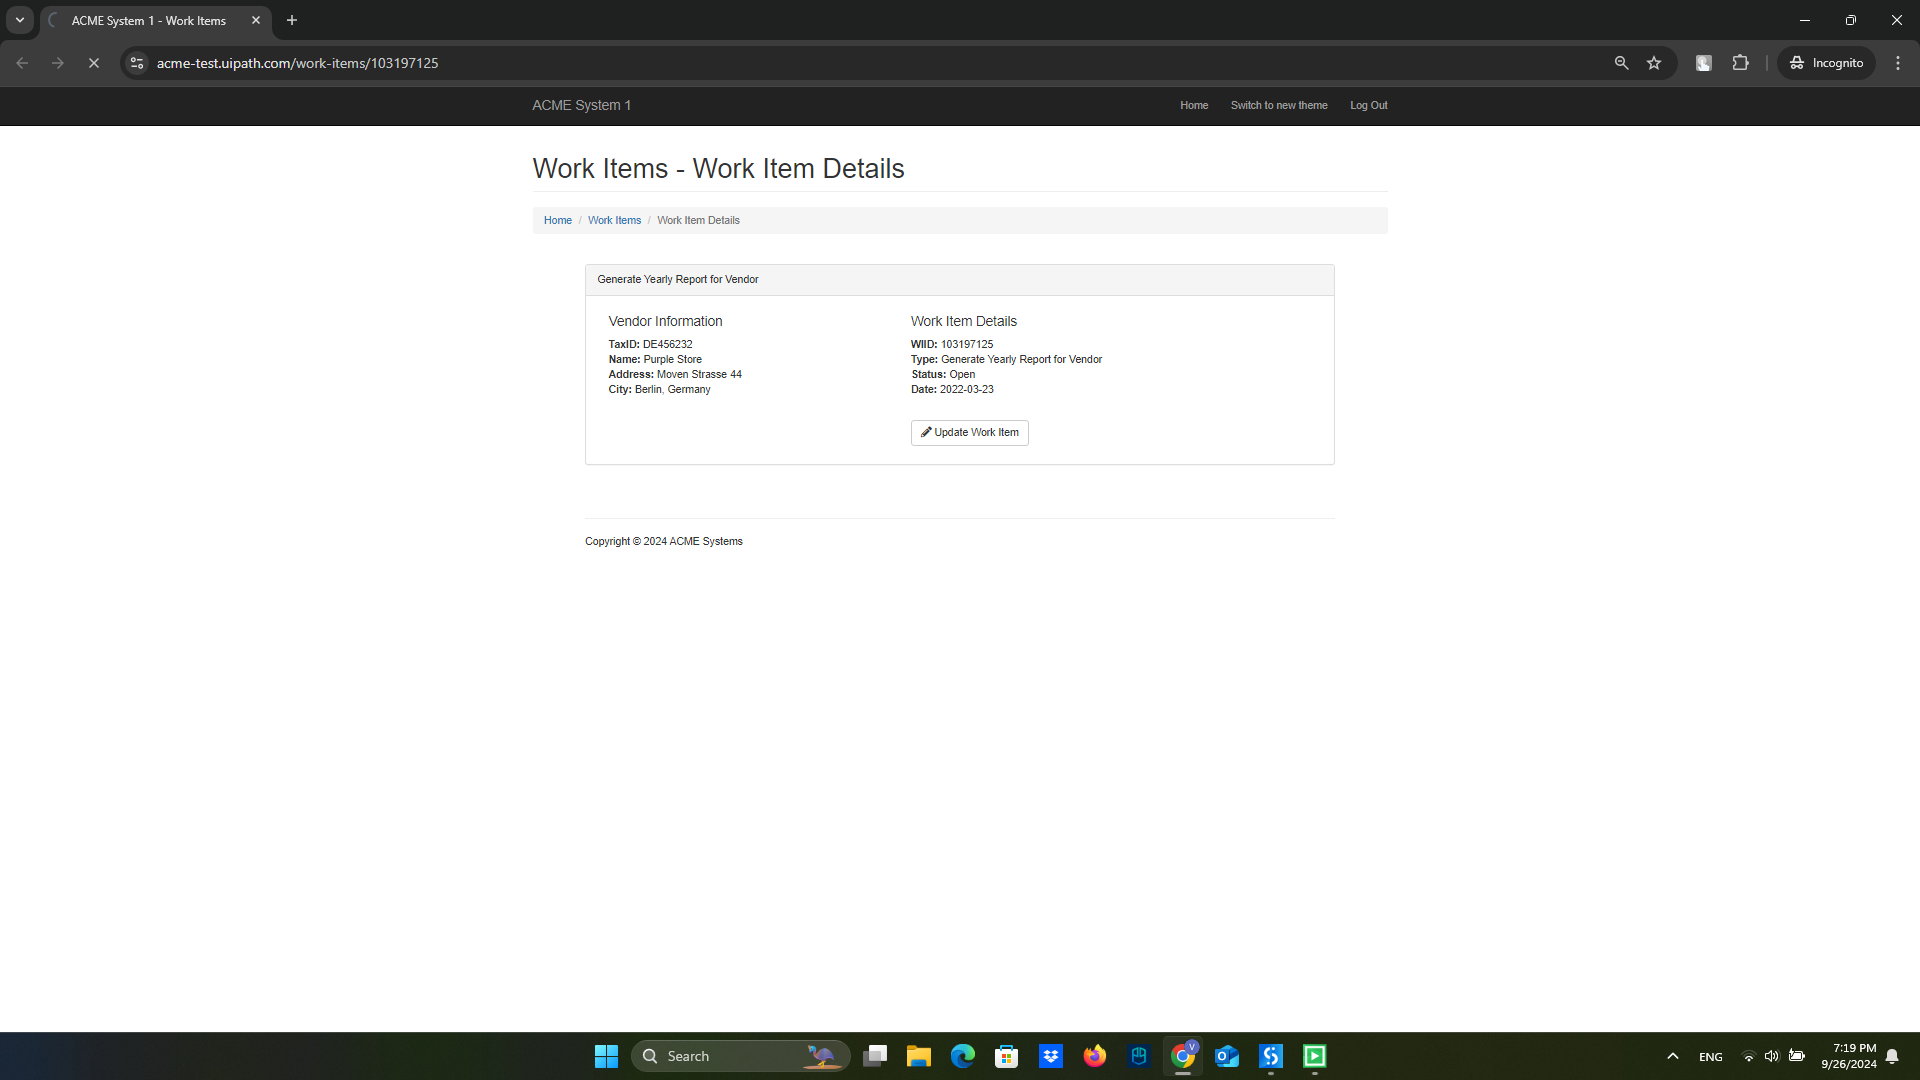 ACME System 1 - Work Items
acme-test.uipath.com/work-items/103197125
Incognito
ACME System 1
Home
Switch to new theme
Log Out
Work Items - Work Item Details
Home / Work Items / Work Item Details
Generate Yearly Report for Vendor
Vendor Information
TaxID: DE456232
Name: Purple Store
Address: Moven Strasse 44
City: Berlin, Germany
Work Item Details
WIID: 103197125
Type: Generate Yearly Report for Vendor
Status: Open
Date: 2022-03-23
Update Work Item
Copyright © 2024 ACME Systems
Search
ENG
7:19 PM
9/26/2024